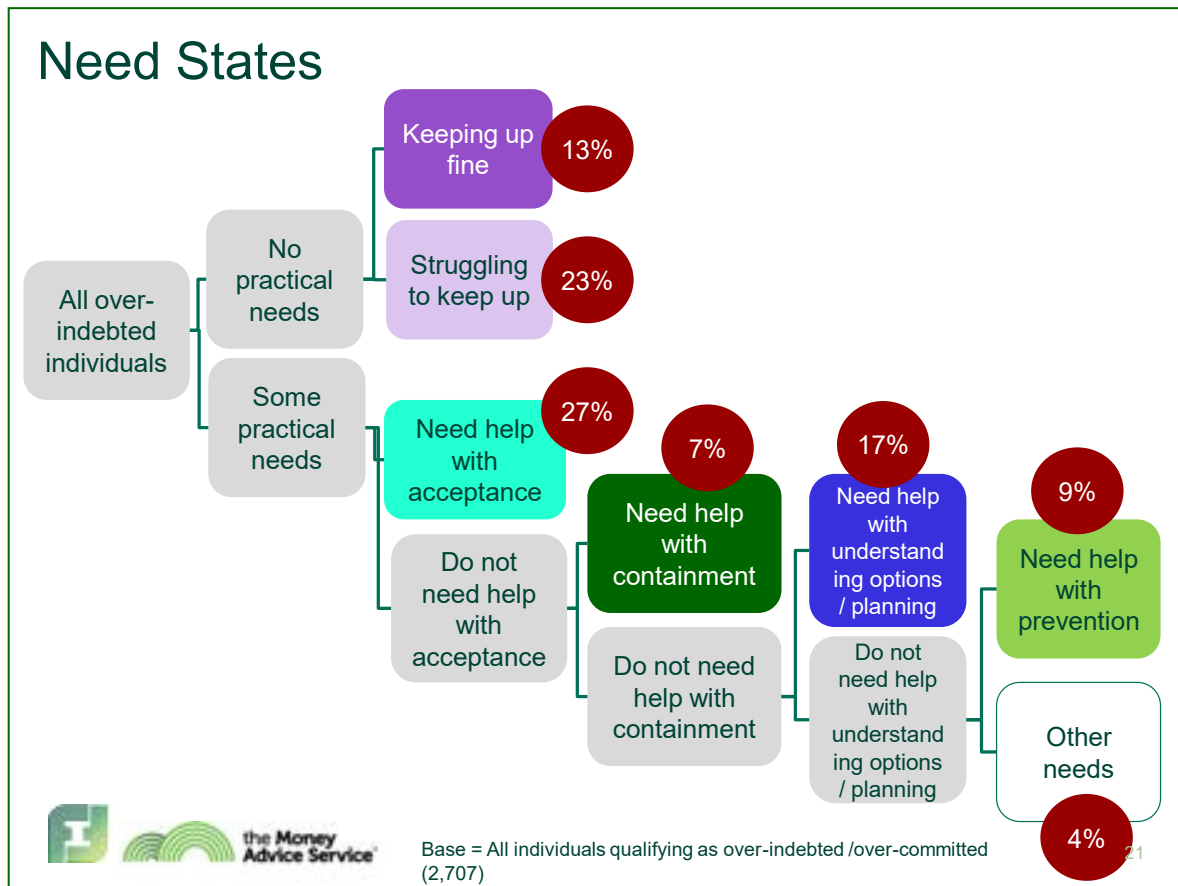 Need States
Keeping up
fine
13%
No
practical
needs
Struggling
to keep up
23%
All over-
indebted
individuals
Some
practical
needs
Need help
with
acceptance
27%
Do not
need help
with
acceptance
7%
Need help
with
containment
Do not need
help with
containment
17%
Need help
with
understand
ing options
/ planning
Do not
need help
with
understand
ing options
/ planning
9%
Need help
with
prevention
Other
needs
4%
the Money
Advice Service
Base = All individuals qualifying as over-indebted /over-committed
(2,707)
21